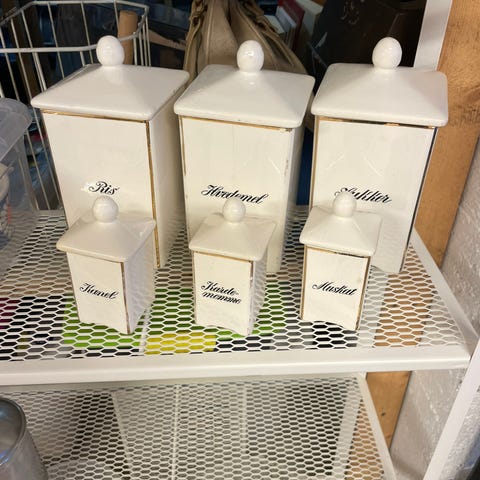 Ris
Hvedemel
Sukker
Kanel
Karde-
momme
Muskat